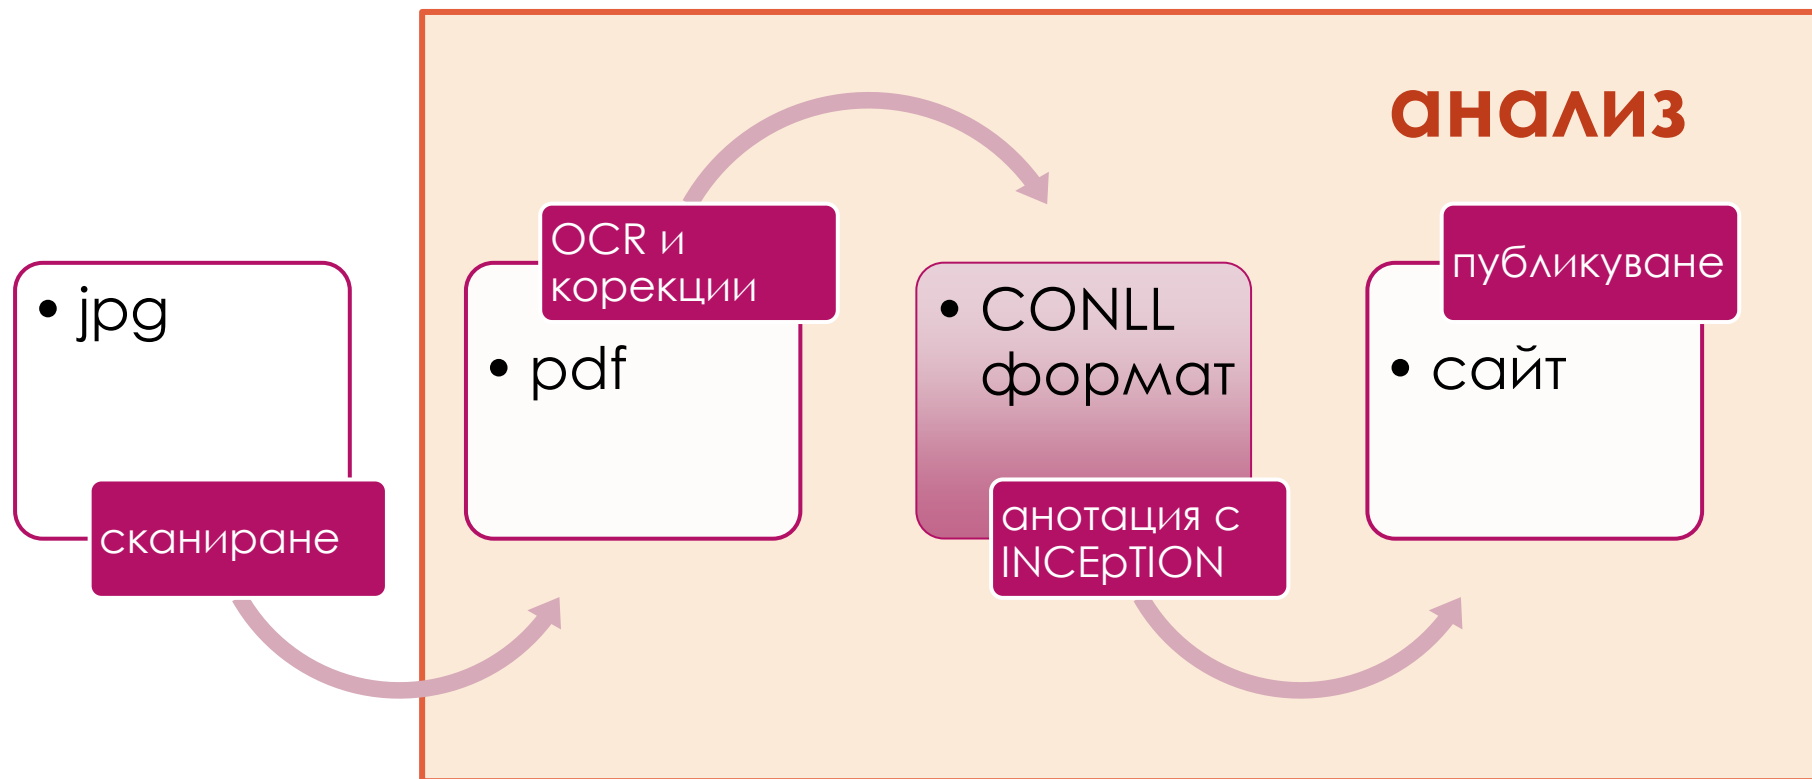 анализ
• jpg
сканиране
OCR и
корекции
• pdf
• CONLL
формат
анотация с
INCEpTION
публикуване
• сайт